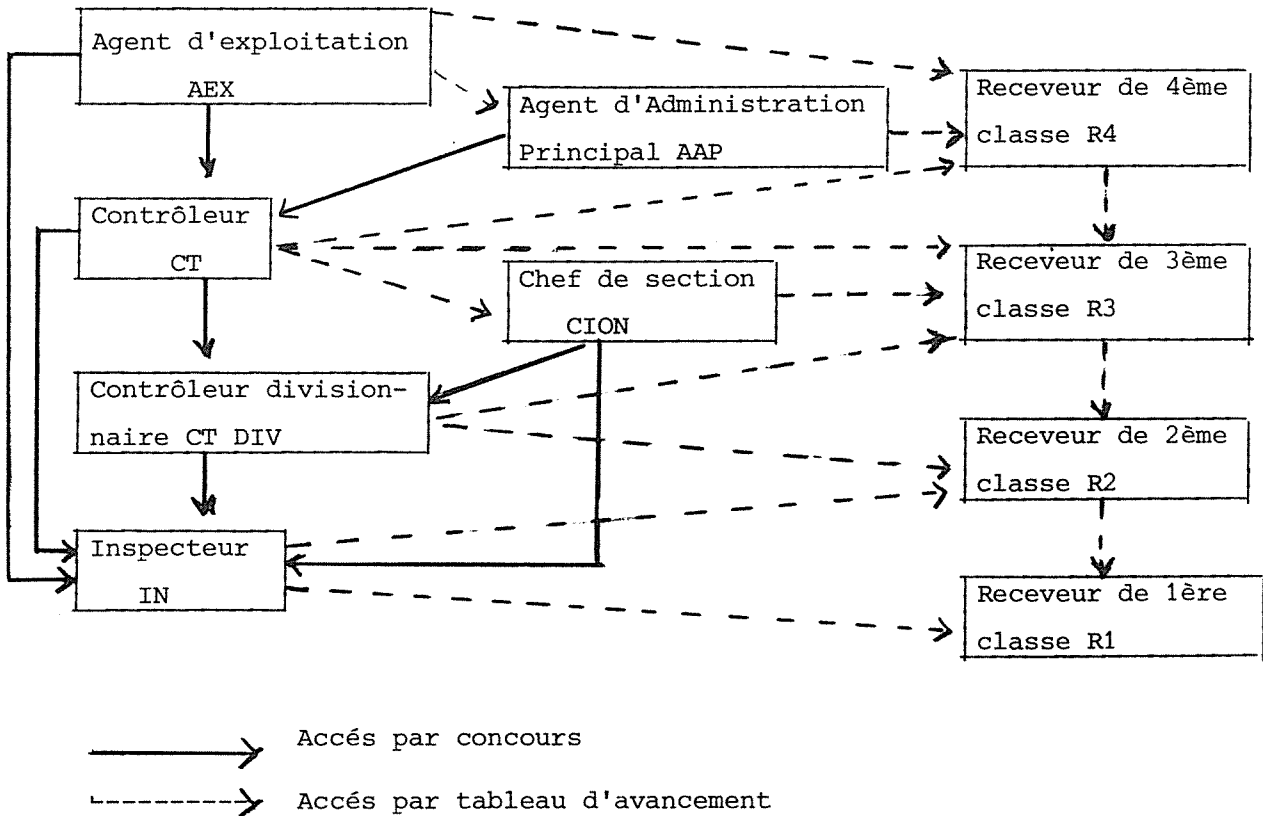 Agent d'exploitation
AEX
Agent d'Administration
Principal AAP
Receveur de 4ème
classe R4
Contrôleur
CT
Chef de section
CION
Receveur de 3ème
classe R3
Contrôleur division-
naire CT DIV
Receveur de 2ème
classe R2
Inspecteur
IN
Receveur de 1ère
classe R1
Accés par concours
Accés par tableau d'avancement